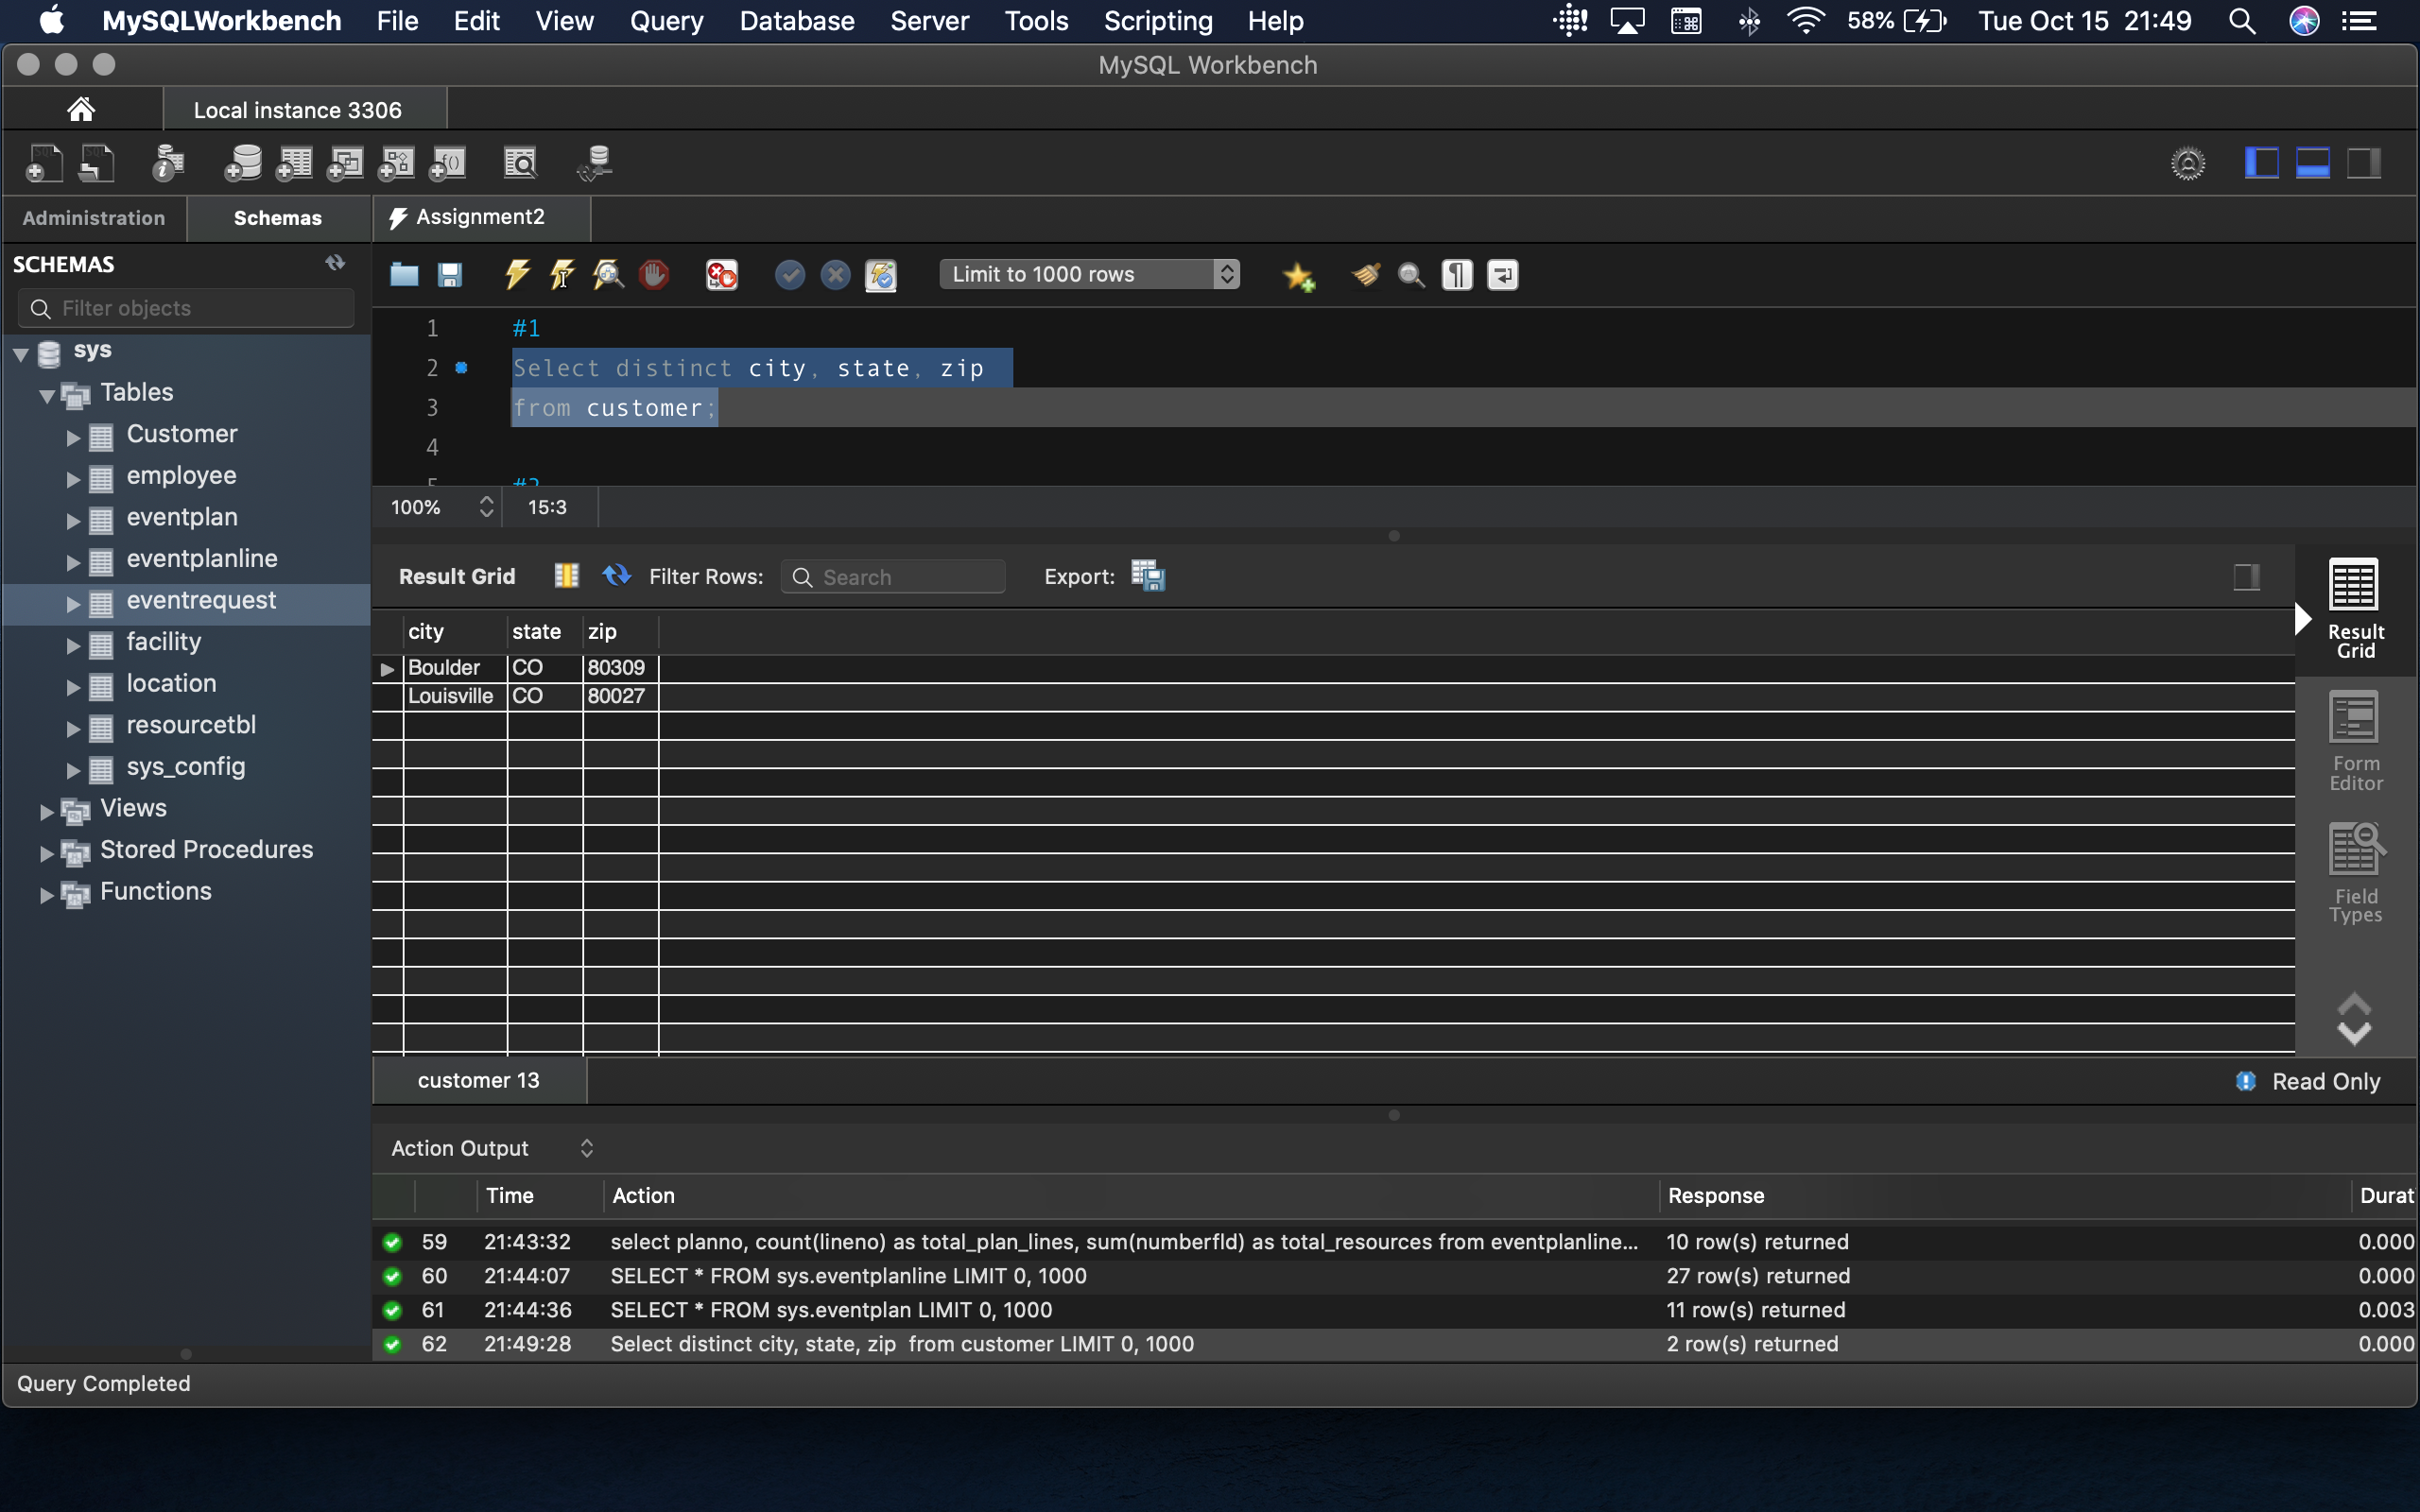 MySQLWorkbench File Edit View Query Database Server Tools Scripting Help 58% Tue Oct 15 21:49
MySQL Workbench
Local instance 3306
Administration Schemas Assignment2
SCHEMAS
Filter objects
Limit to 1000 rows
sys
Tables
Customer
employee
eventplan
eventplanline
eventrequest
facility
location
resourcetbl
sys_config
Views
Stored Procedures
Functions
1 #1
2 Select distinct city, state, zip
3 from customer;
4
5 #2
100% 15:3
Result Grid Filter Rows: Search Export:
city state zip
Boulder CO 80309
Louisville CO 80027
Result
Grid
Form
Editor
Field
Types
customer 13 Read Only
Action Output
Time Action Response Durat
59 21:43:32 select planno, count(lineno) as total_plan_lines, sum(numberfld) as total_resources from eventplanline... 10 row(s) returned 0.000
60 21:44:07 SELECT * FROM sys.eventplanline LIMIT 0, 1000 27 row(s) returned 0.000
61 21:44:36 SELECT * FROM sys.eventplan LIMIT 0, 1000 11 row(s) returned 0.003
62 21:49:28 Select distinct city, state, zip from customer LIMIT 0, 1000 2 row(s) returned 0.000
Query Completed